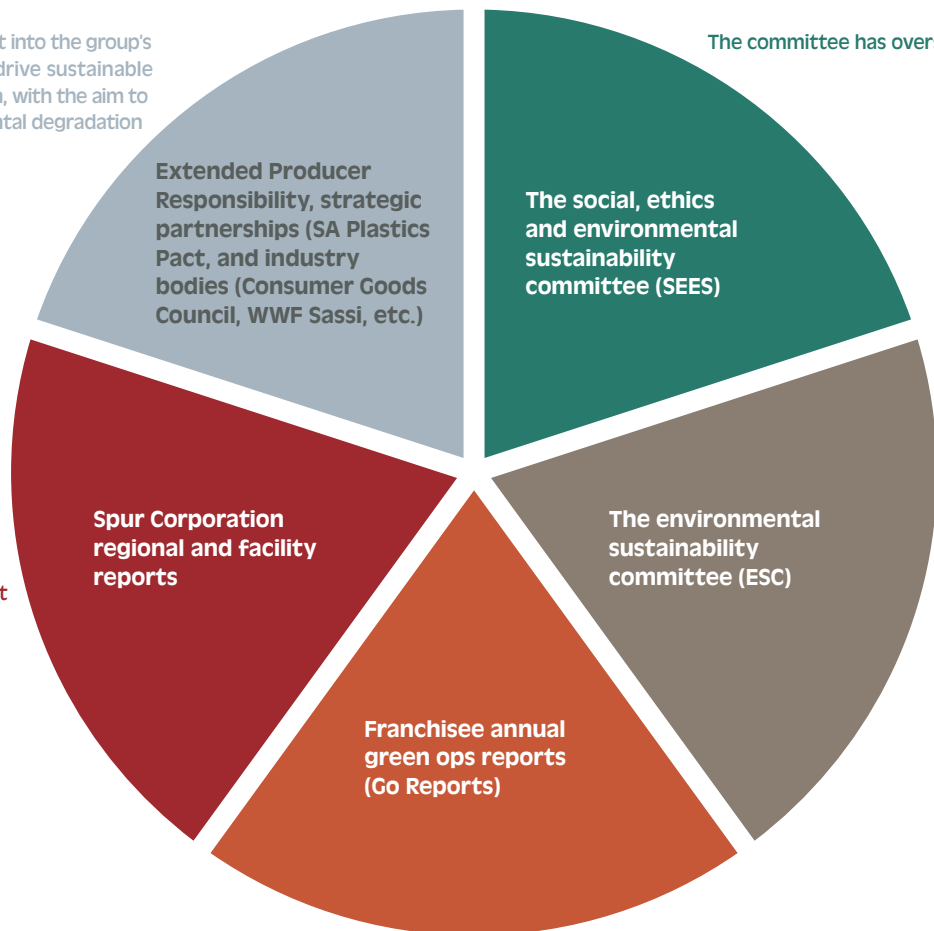 t into the group's
drive sustainable
, with the aim to
ntal degradation
The committee has over
Extended Producer
Responsibility, strategic
partnerships (SA Plastics
Pact, and industry
bodies (Consumer Goods
Council, WWF Sassi, etc.)
The social, ethics
and environmental
sustainability
committee (SEES)
Spur Corporation
regional and facility
reports
t
The environmental
sustainability
committee (ESC)
Franchisee annual
green ops reports
(Go Reports)